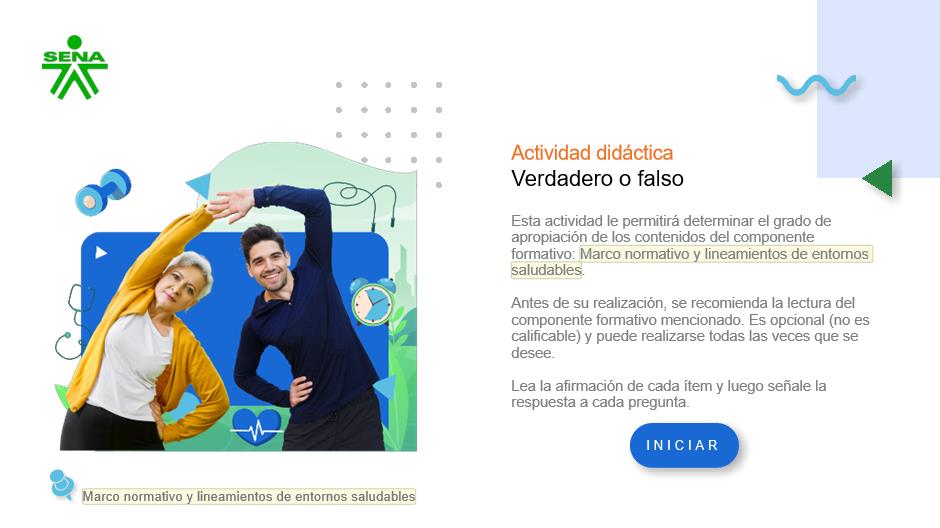 SENA
Actividad didáctica
Verdadero o falso
Esta actividad le permitirá determinar el grado de
apropiación de los contenidos del componente
formativo: Marco normativo y lineamientos de entornos
saludables.
Antes de su realización, se recomienda la lectura del
componente formativo mencionado. Es opcional (no es
calificable) y puede realizarse todas las veces que se
desee.
Lea la afirmación de cada ítem y luego señale la
respuesta a cada pregunta.
INICIAR
Marco normativo y lineamientos de entornos saludables